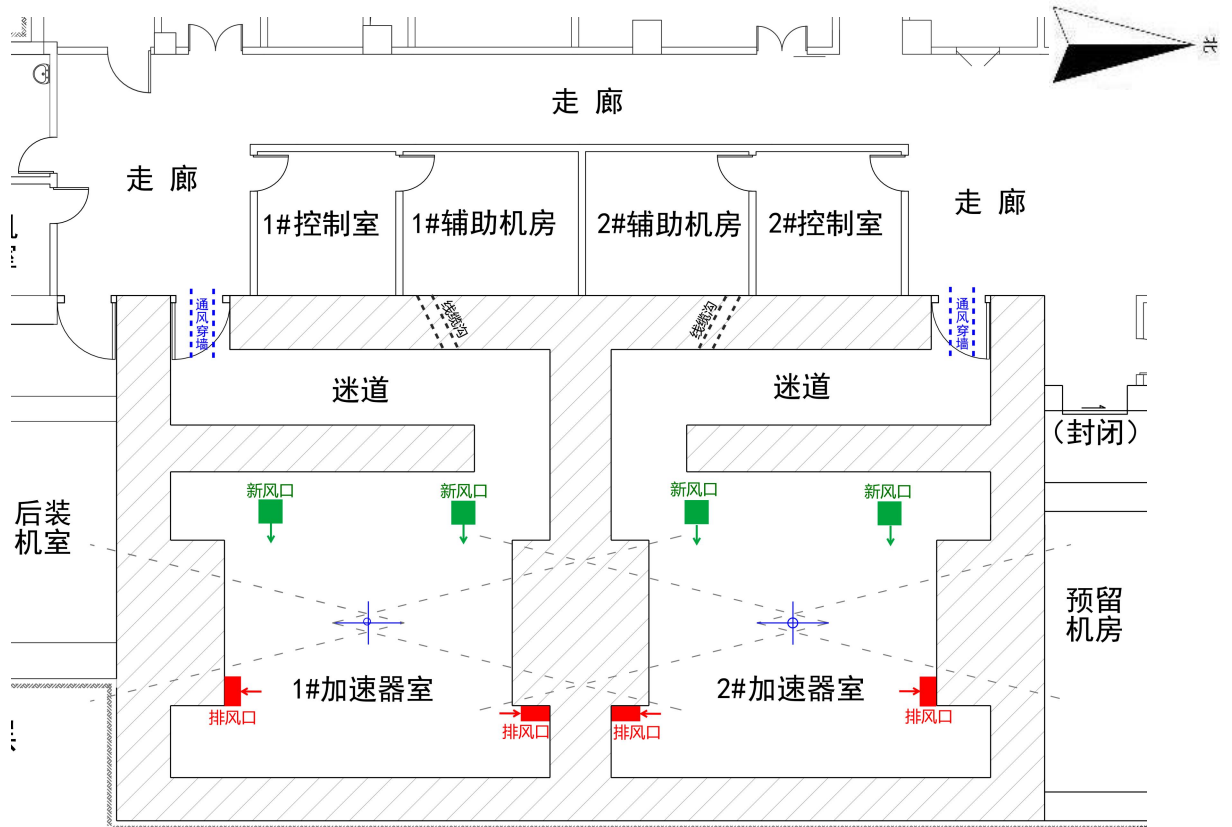 北
走 廊
走 廊
走 廊
1#控制室
1#辅助机房
2#辅助机房
2#控制室
通风穿墙
线缆沟
线缆沟
通风穿墙
迷道
迷道
(封闭)
新风口
新风口
新风口
新风口
后装
机室
预留
机房
1#加速器室
2#加速器室
排风口
排风口
排风口
排风口